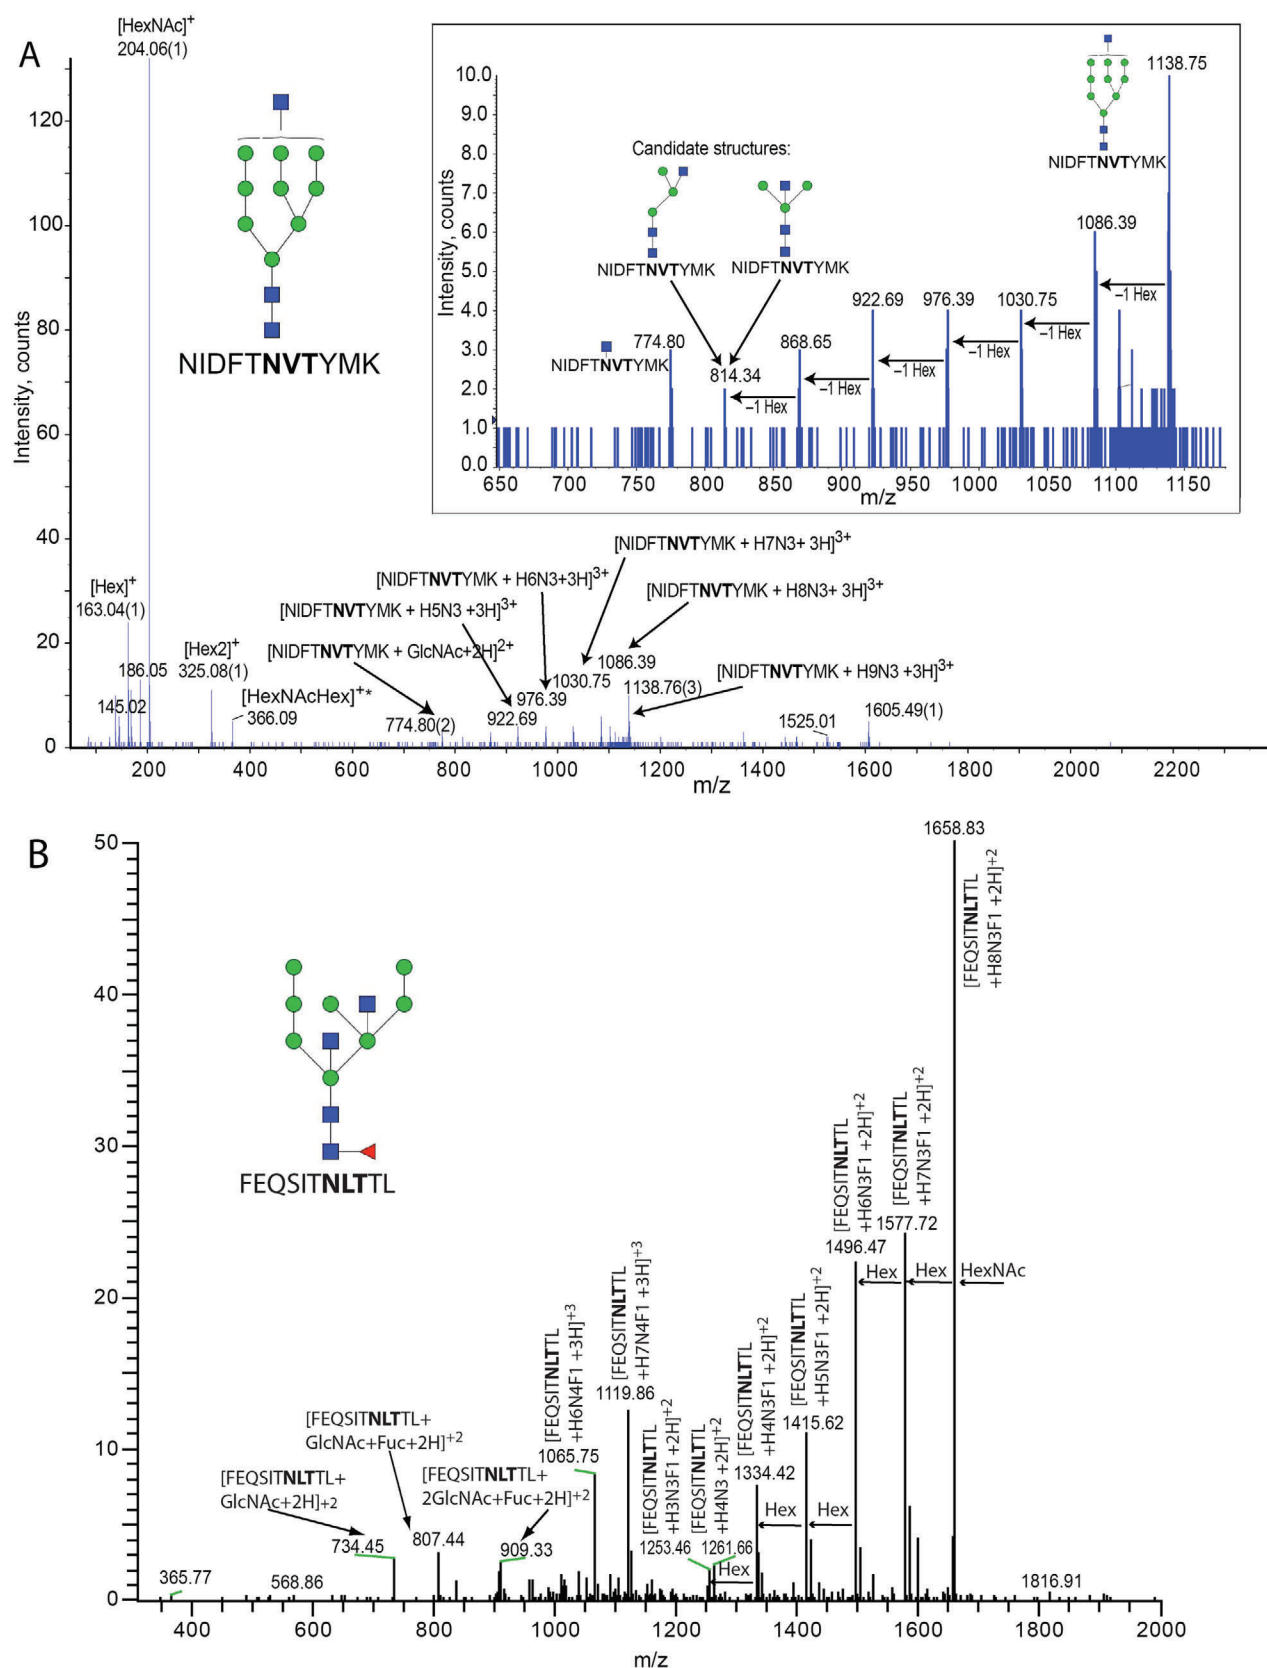 A
[HexNAc]+
204.06(1)
Intensity, counts
120
100
80
60
40
20
0
NIDFTNVTYMK
[Hex]+
163.04(1)
186.05
145.02
[Hex2]+
325.08(1)
[HexNAcHex]+*
366.09
[NIDFTNVTYMK + H7N3+ 3H]3+
[NIDFTNVTYMK + H6N3+3H]3+
[NIDFTNVTYMK + H8N3+ 3H]3+
[NIDFTNVTYMK + H5N3 +3H]3+
[NIDFTNVTYMK + GlcNAc+2H]2+
1086.39
[NIDFTNVTYMK + H9N3 +3H]3+
1030.75
1138.76(3)
976.39
922.69
774.80(2)
1525.01
1605.49(1)
200
400
600
800
1000
1200
1400
1600
1800
2000
2200
m/z
Intensity, counts
10.0
9.0
8.0
7.0
6.0
5.0
4.0
3.0
2.0
1.0
0.0
Candidate structures:
NIDFTNVTYMK
NIDFTNVTYMK
NIDFTNVTYMK
NIDFTNVTYMK
1138.75
1086.39
1030.75
976.39
922.69
868.65
814.34
774.80
–1 Hex
–1 Hex
–1 Hex
–1 Hex
–1 Hex
–1 Hex
650
700
750
800
850
900
950
1000
1050
1100
1150
m/z
B
50
40
30
20
10
0
FEQSITNLTTL
365.77
568.86
[FEQSITNLTTL+
GlcNAc+2H]+2
734.45
[FEQSITNLTTL+
GlcNAc+Fuc+2H]+2
807.44
[FEQSITNLTTL+
2GlcNAc+Fuc+2H]+2
909.33
[FEQSITNLTTL
+H6N4F1 +3H]+3
1065.75
[FEQSITNLTTL
+H7N4F1 +3H]+3
1119.86
[FEQSITNLTTL
+H3N3F1 +2H]+2
1253.46
[FEQSITNLTTL
+H4N3 +2H]+2
1261.66
[FEQSITNLTTL
+H4N3F1 +2H]+2
1334.42
[FEQSITNLTTL
+H5N3F1 +2H]+2
1415.62
[FEQSITNLTTL
+H6N3F1 +2H]+2
1496.47
[FEQSITNLTTL
+H7N3F1 +2H]+2
1577.72
1658.83
[FEQSITNLTTL
+H8N3F1 +2H]+2
Hex
Hex
HexNAc
Hex
Hex
Hex
1816.91
400
600
800
1000
1200
1400
1600
1800
2000
m/z